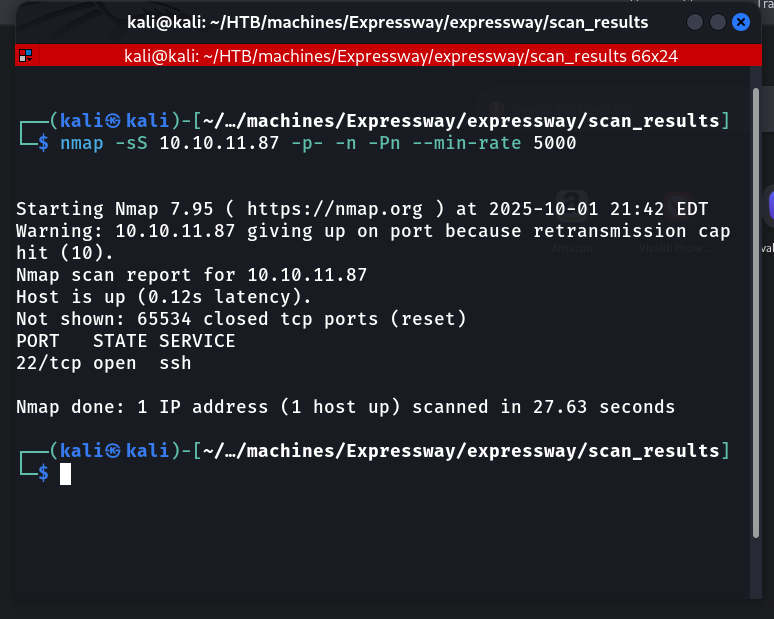 kali@kali: ~/HTB/machines/Expressway/expressway/scan_results
kali@kali: ~/HTB/machines/Expressway/expressway/scan_results 66x24
┌──(kali㉿kali)-[~/…/machines/Expressway/expressway/scan_results]
└─$ nmap -sS 10.10.11.87 -p- -n -Pn --min-rate 5000
Starting Nmap 7.95 ( https://nmap.org ) at 2025-10-01 21:42 EDT
Warning: 10.10.11.87 giving up on port because retransmission cap
hit (10).
Nmap scan report for 10.10.11.87
Host is up (0.12s latency).
Not shown: 65534 closed tcp ports (reset)
PORT   STATE SERVICE
22/tcp open  ssh
Nmap done: 1 IP address (1 host up) scanned in 27.63 seconds
┌──(kali㉿kali)-[~/…/machines/Expressway/expressway/scan_results]
└─$